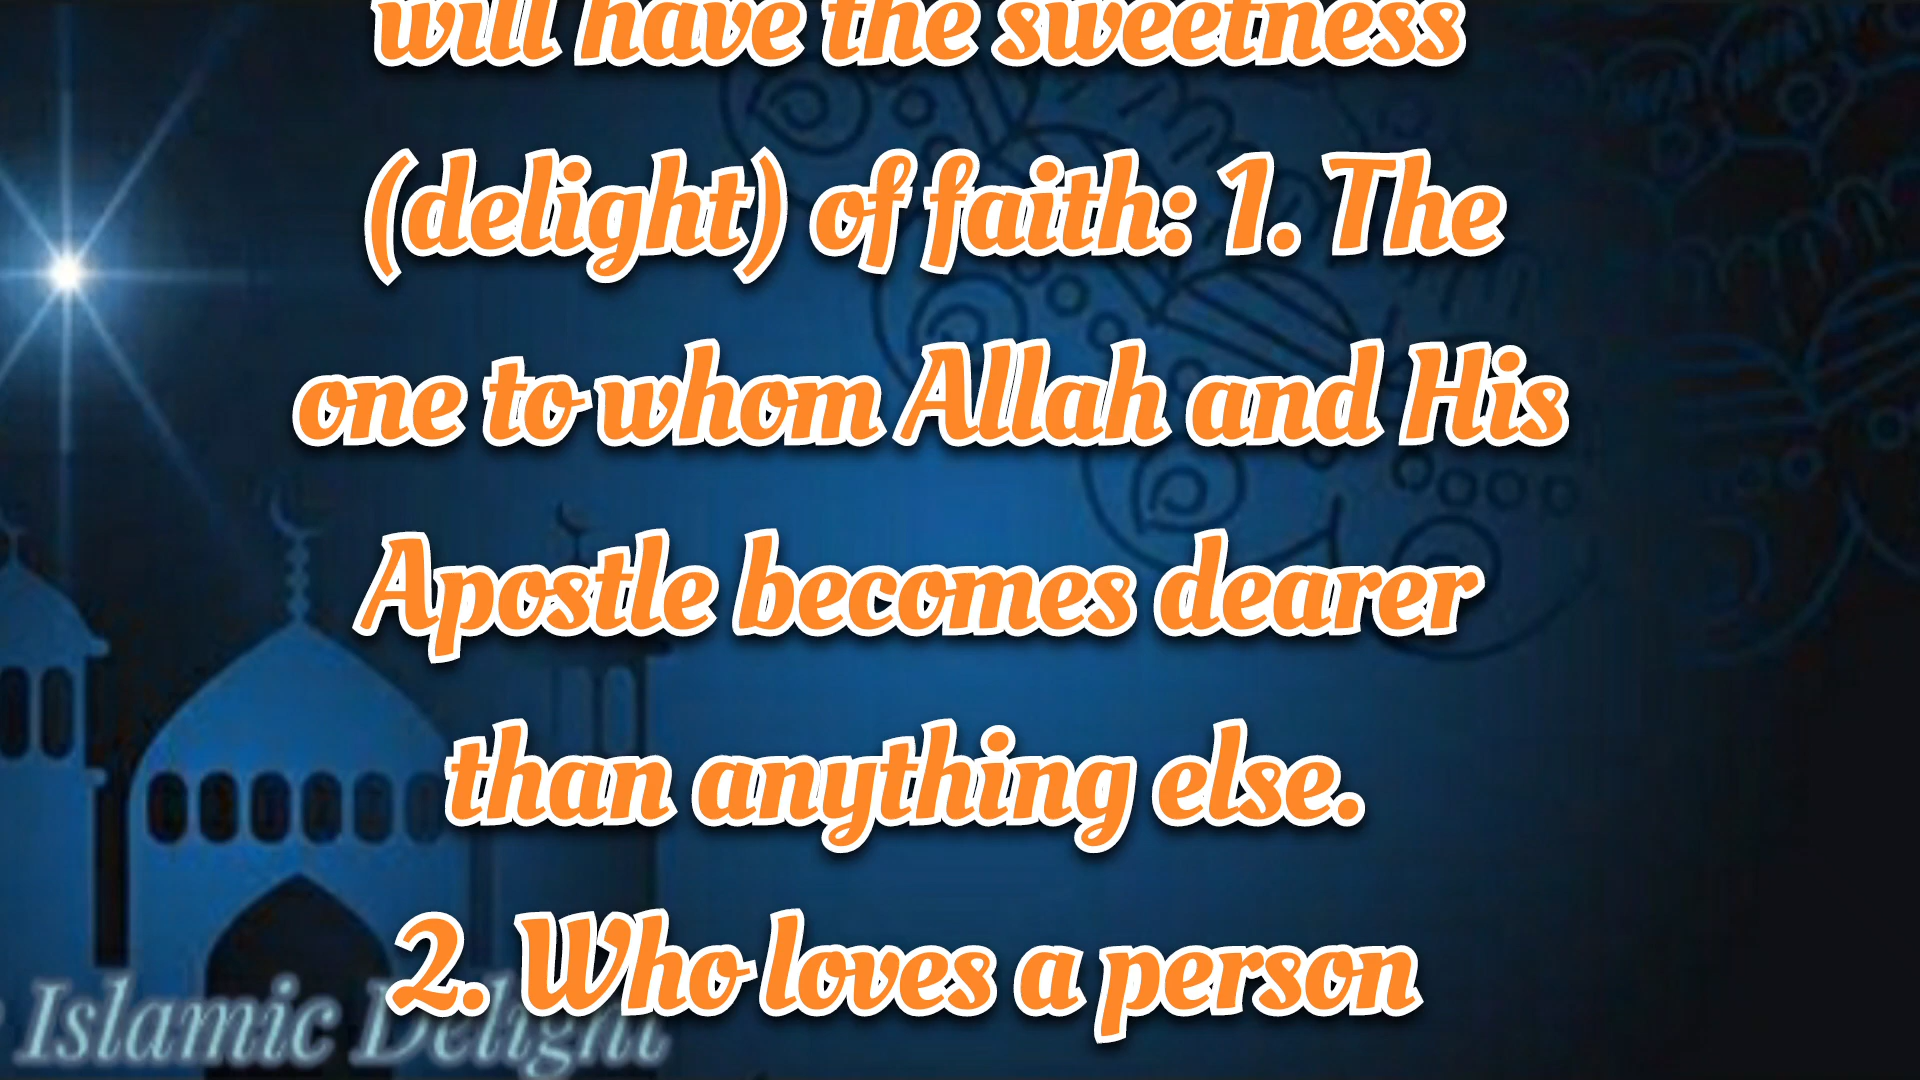 will have the sweetness
(delight) of faith: 1. The
one to whom Allah and His
Apostle becomes dearer
than anything else.
2. Who loves a person
Islamic Delight